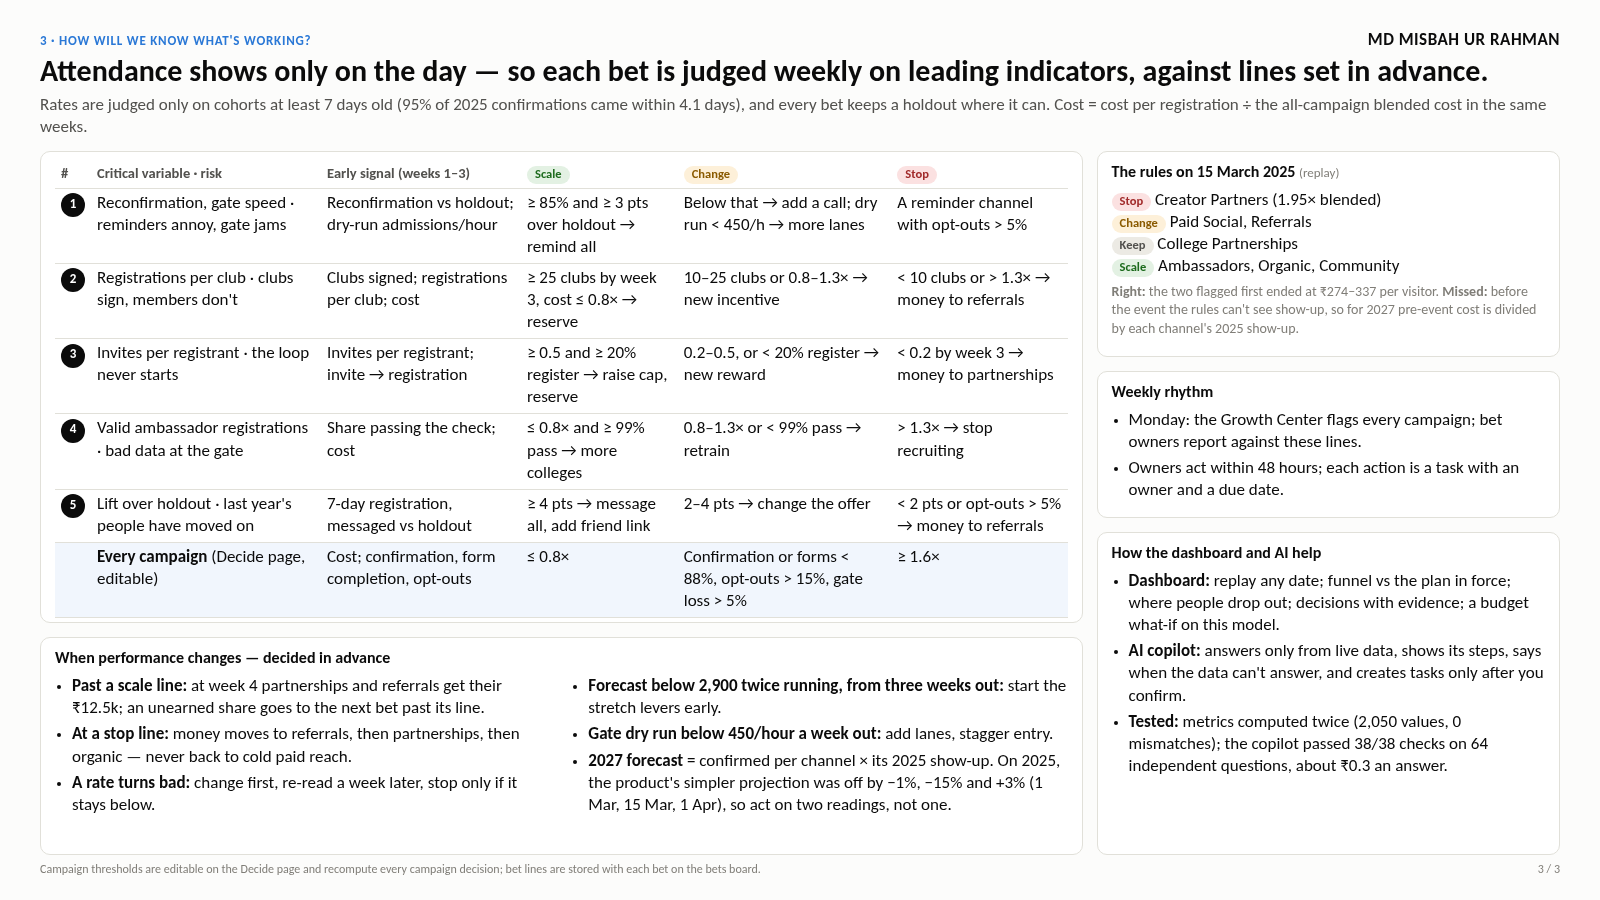 3 · HOW WILL WE KNOW WHAT'S WORKING?
MD MISBAH UR RAHMAN
Attendance shows only on the day — so each bet is judged weekly on leading indicators, against lines set in advance.
Rates are judged only on cohorts at least 7 days old (95% of 2025 confirmations came within 4.1 days), and every bet keeps a holdout where it can. Cost = cost per registration ÷ the all-campaign blended cost in the same
weeks.
# Critical variable · risk Early signal (weeks 1–3) Scale Change Stop
1 Reconfirmation, gate speed · Reconfirmation vs holdout; ≥ 85% and ≥ 3 pts Below that → add a call; dry A reminder channel
reminders annoy, gate jams dry-run admissions/hour over holdout → run < 450/h → more lanes with opt-outs > 5%
remind all
2 Registrations per club · clubs Clubs signed; registrations ≥ 25 clubs by week 10–25 clubs or 0.8–1.3× → < 10 clubs or > 1.3× →
sign, members don't per club; cost 3, cost ≤ 0.8× → new incentive money to referrals
reserve
3 Invites per registrant · the loop Invites per registrant; ≥ 0.5 and ≥ 20% 0.2–0.5, or < 20% register → < 0.2 by week 3 →
never starts invite → registration register → raise cap, new reward money to partnerships
reserve
4 Valid ambassador registrations Share passing the check; ≤ 0.8× and ≥ 99% 0.8–1.3× or < 99% pass → > 1.3× → stop
· bad data at the gate cost pass → more retrain recruiting
colleges
5 Lift over holdout · last year's 7-day registration, ≥ 4 pts → message 2–4 pts → change the offer < 2 pts or opt-outs > 5%
people have moved on messaged vs holdout all, add friend link → money to referrals
Every campaign (Decide page, Cost; confirmation, form ≤ 0.8× Confirmation or forms < ≥ 1.6×
editable) completion, opt-outs 88%, opt-outs > 15%, gate
loss > 5%
When performance changes — decided in advance
• Past a scale line: at week 4 partnerships and referrals get their
₹12.5k; an unearned share goes to the next bet past its line.
• At a stop line: money moves to referrals, then partnerships, then
organic — never back to cold paid reach.
• A rate turns bad: change first, re-read a week later, stop only if it
stays below.
• Forecast below 2,900 twice running, from three weeks out: start the
stretch levers early.
• Gate dry run below 450/hour a week out: add lanes, stagger entry.
• 2027 forecast = confirmed per channel × its 2025 show-up. On 2025,
the product's simpler projection was off by −1%, −15% and +3% (1
Mar, 15 Mar, 1 Apr), so act on two readings, not one.
The rules on 15 March 2025 (replay)
Stop Creator Partners (1.95× blended)
Change Paid Social, Referrals
Keep College Partnerships
Scale Ambassadors, Organic, Community
Right: the two flagged first ended at ₹274–337 per visitor. Missed: before
the event the rules can't see show-up, so for 2027 pre-event cost is divided
by each channel's 2025 show-up.
Weekly rhythm
• Monday: the Growth Center flags every campaign; bet
owners report against these lines.
• Owners act within 48 hours; each action is a task with an
owner and a due date.
How the dashboard and AI help
• Dashboard: replay any date; funnel vs the plan in force;
where people drop out; decisions with evidence; a budget
what-if on this model.
• AI copilot: answers only from live data, shows its steps, says
when the data can't answer, and creates tasks only after you
confirm.
• Tested: metrics computed twice (2,050 values, 0
mismatches); the copilot passed 38/38 checks on 64
independent questions, about ₹0.3 an answer.
Campaign thresholds are editable on the Decide page and recompute every campaign decision; bet lines are stored with each bet on the bets board.
3 / 3